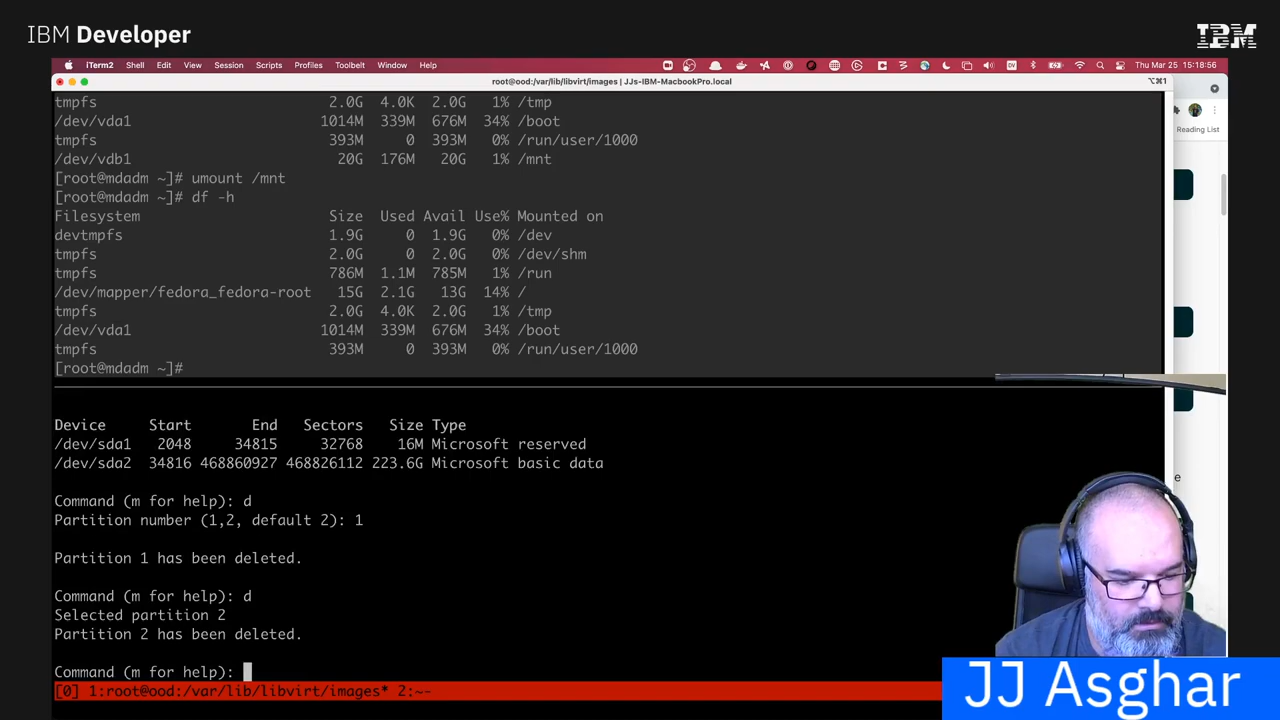 IBM Developer
IBM
iTerm2 Shell Edit View Session Scripts Profiles Toolbelt Window Help
Thu Mar 25 15:18:56
root@ood:/var/lib/libvirt/images | JJs-IBM-MacbookPro.local
⌥⌘1
Reading List
tmpfs 2.0G 4.0K 2.0G 1% /tmp
/dev/vda1 1014M 339M 676M 34% /boot
tmpfs 393M 0 393M 0% /run/user/1000
/dev/vdb1 20G 176M 20G 1% /mnt
[root@mdadm ~]# umount /mnt
[root@mdadm ~]# df -h
Filesystem Size Used Avail Use% Mounted on
devtmpfs 1.9G 0 1.9G 0% /dev
tmpfs 2.0G 0 2.0G 0% /dev/shm
tmpfs 786M 1.1M 785M 1% /run
/dev/mapper/fedora_fedora-root 15G 2.1G 13G 14% /
tmpfs 2.0G 4.0K 2.0G 1% /tmp
/dev/vda1 1014M 339M 676M 34% /boot
tmpfs 393M 0 393M 0% /run/user/1000
[root@mdadm ~]#
Device Start End Sectors Size Type
/dev/sda1 2048 34815 32768 16M Microsoft reserved
/dev/sda2 34816 468860927 468826112 223.6G Microsoft basic data
Command (m for help): d
Partition number (1,2, default 2): 1
Partition 1 has been deleted.
Command (m for help): d
Selected partition 2
Partition 2 has been deleted.
Command (m for help):
[0] 1:root@ood:/var/lib/libvirt/images* 2:~-
JJ Asghar